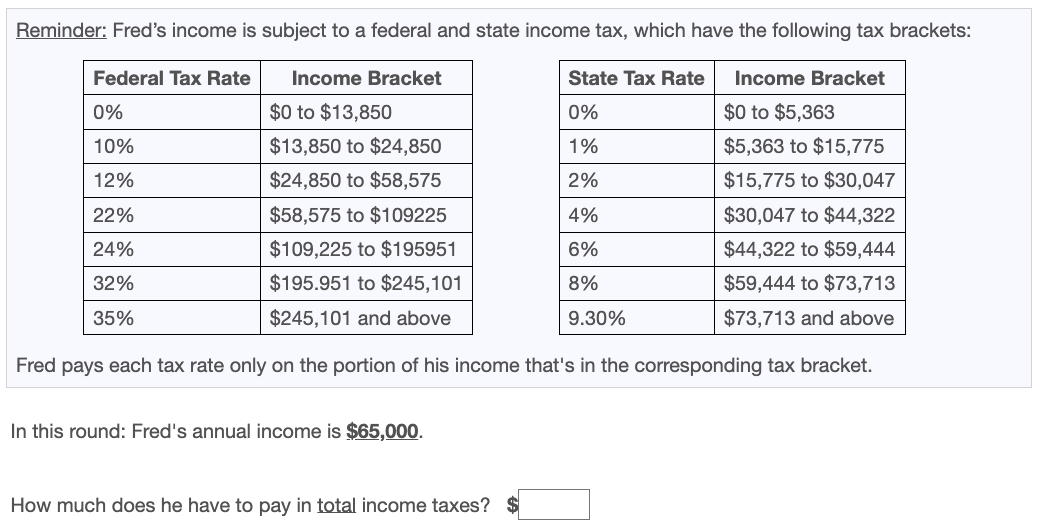 Reminder: Fred's income is subject to a federal and state income tax, which have the following tax brackets:
Federal Tax Rate Income Bracket State Tax Rate Income Bracket
0% $0 to $13,850 0% $0 to $5,363
10% $13,850 to $24,850 1% $5,363 to $15,775
12% $24,850 to $58,575 2% $15,775 to $30,047
22% $58,575 to $109225 4% $30,047 to $44,322
24% $109,225 to $195951 6% $44,322 to $59,444
32% $195.951 to $245,101 8% $59,444 to $73,713
35% $245,101 and above 9.30% $73,713 and above
Fred pays each tax rate only on the portion of his income that's in the corresponding tax bracket.
In this round: Fred's annual income is $65,000.
How much does he have to pay in total income taxes? $